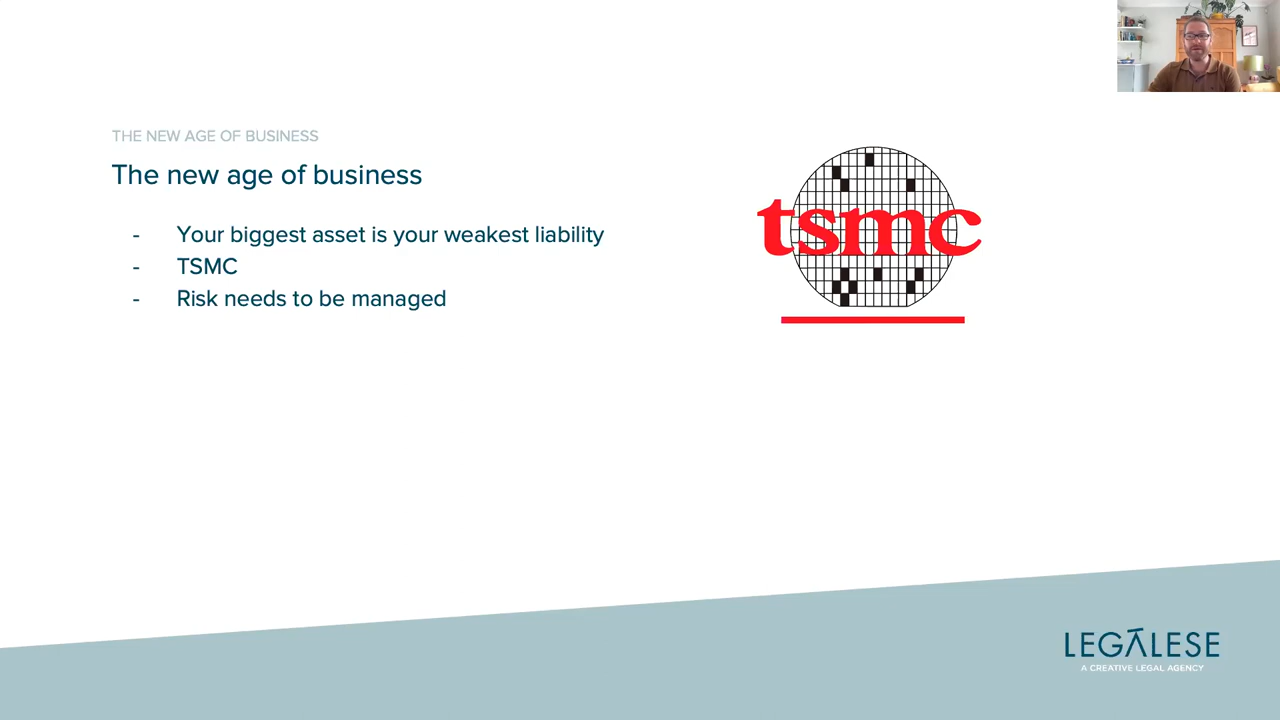 THE NEW AGE OF BUSINESS
The new age of business
- Your biggest asset is your weakest liability
- TSMC
- Risk needs to be managed
tsmc
LEGALESE
A CREATIVE LEGAL AGENCY